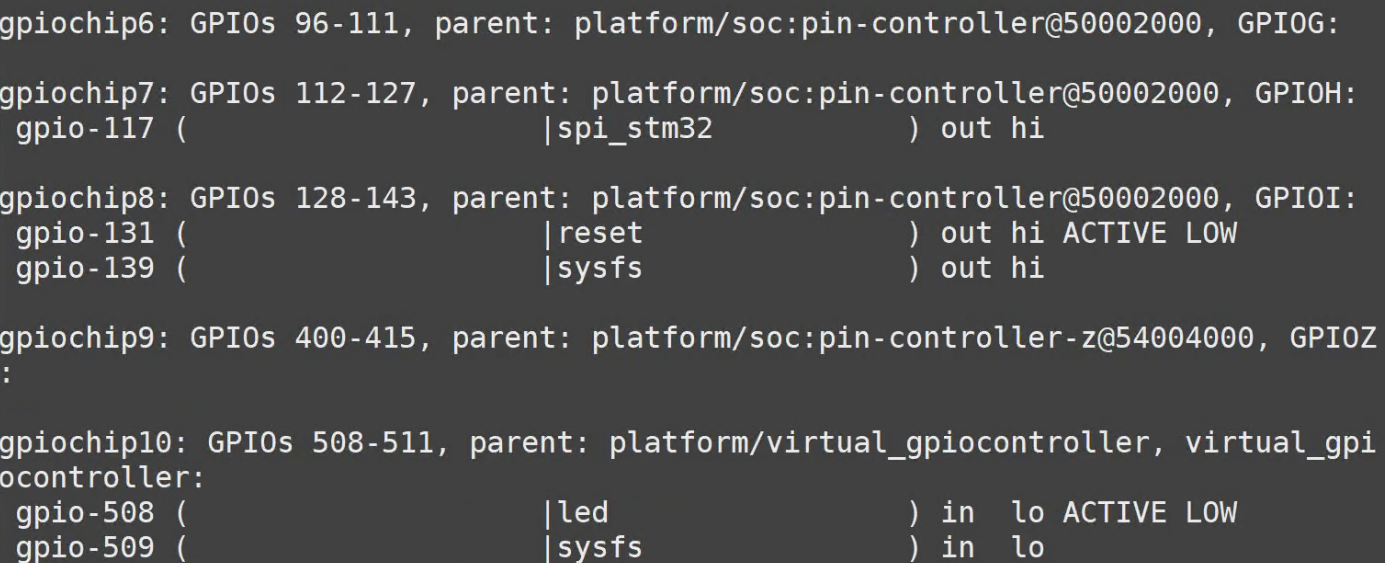 gpiochip6: GPIOs 96-111, parent: platform/soc:pin-controller@50002000, GPIOG:
gpiochip7: GPIOs 112-127, parent: platform/soc:pin-controller@50002000, GPIOH:
 gpio-117 (                    |spi_stm32           ) out hi
gpiochip8: GPIOs 128-143, parent: platform/soc:pin-controller@50002000, GPIOI:
 gpio-131 (                    |reset               ) out hi ACTIVE LOW
 gpio-139 (                    |sysfs               ) out hi
gpiochip9: GPIOs 400-415, parent: platform/soc:pin-controller-z@54004000, GPIOZ
:
gpiochip10: GPIOs 508-511, parent: platform/virtual_gpiocontroller, virtual_gpi
ocontroller:
 gpio-508 (                    |led                 ) in  lo ACTIVE LOW
 gpio-509 (                    |sysfs               ) in  lo